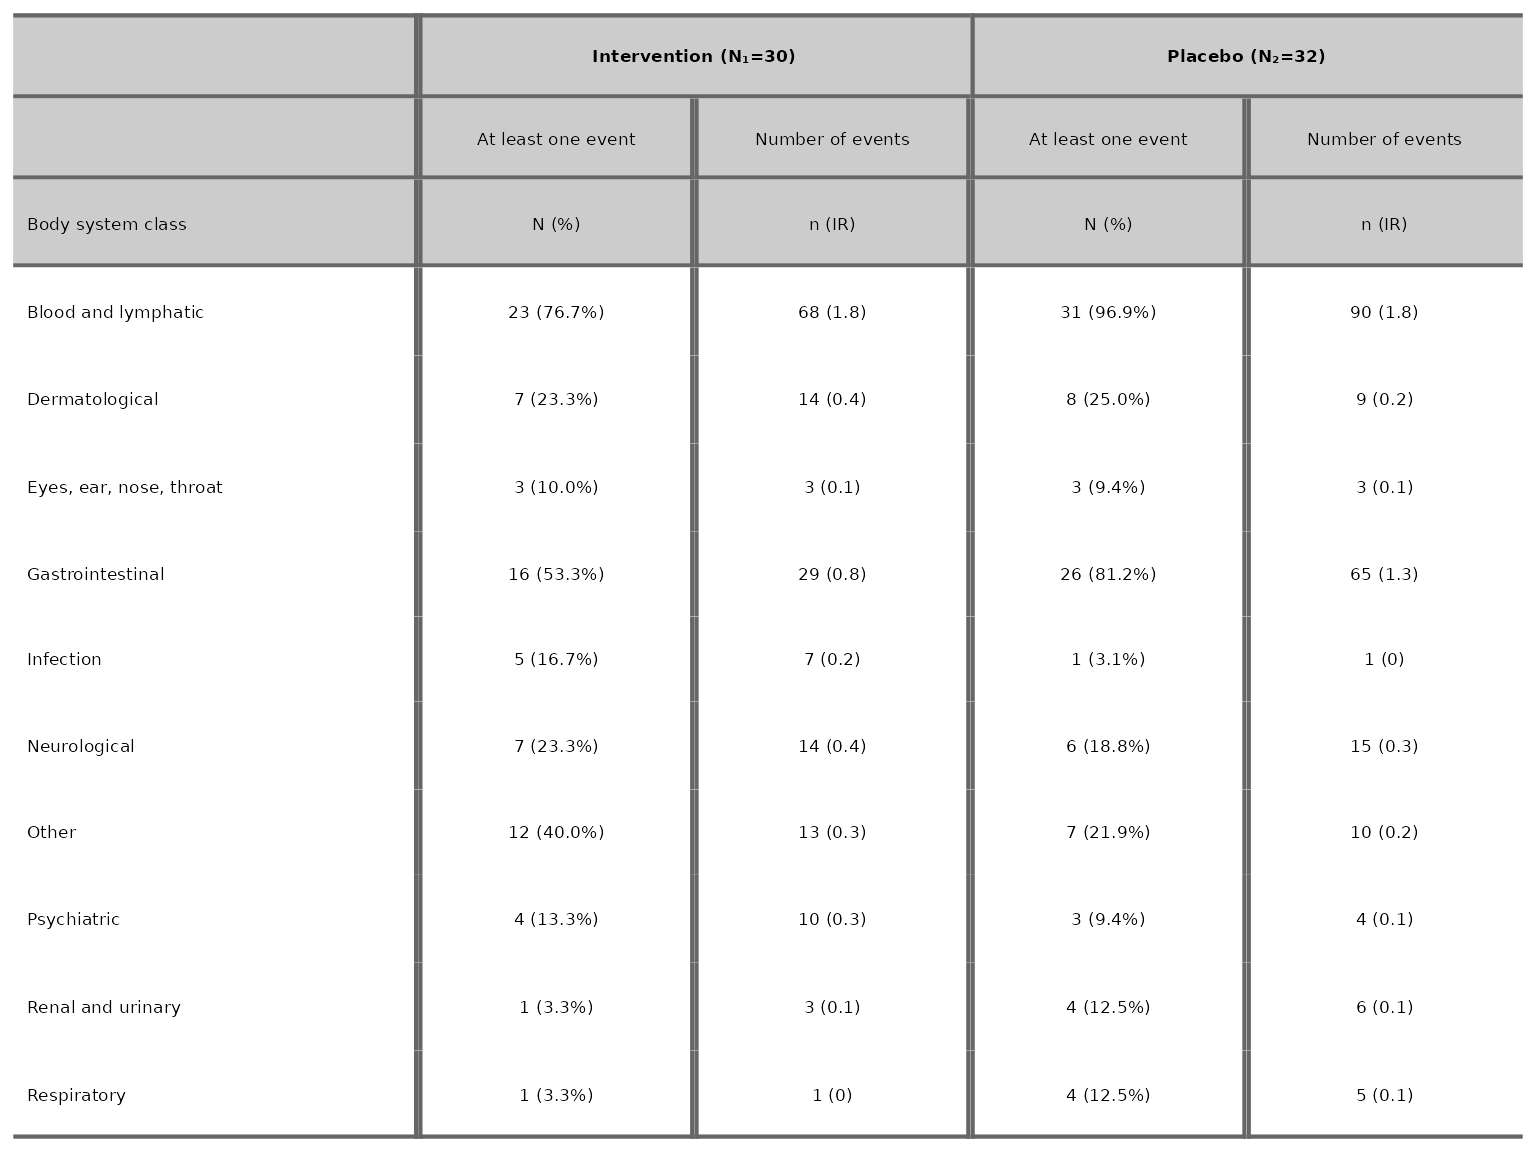 Intervention (N₁=30) Placebo (N₂=32)
At least one event Number of events At least one event Number of events
Body system class N (%) n (IR) N (%) n (IR)
Blood and lymphatic 23 (76.7%) 68 (1.8) 31 (96.9%) 90 (1.8)
Dermatological 7 (23.3%) 14 (0.4) 8 (25.0%) 9 (0.2)
Eyes, ear, nose, throat 3 (10.0%) 3 (0.1) 3 (9.4%) 3 (0.1)
Gastrointestinal 16 (53.3%) 29 (0.8) 26 (81.2%) 65 (1.3)
Infection 5 (16.7%) 7 (0.2) 1 (3.1%) 1 (0)
Neurological 7 (23.3%) 14 (0.4) 6 (18.8%) 15 (0.3)
Other 12 (40.0%) 13 (0.3) 7 (21.9%) 10 (0.2)
Psychiatric 4 (13.3%) 10 (0.3) 3 (9.4%) 4 (0.1)
Renal and urinary 1 (3.3%) 3 (0.1) 4 (12.5%) 6 (0.1)
Respiratory 1 (3.3%) 1 (0) 4 (12.5%) 5 (0.1)